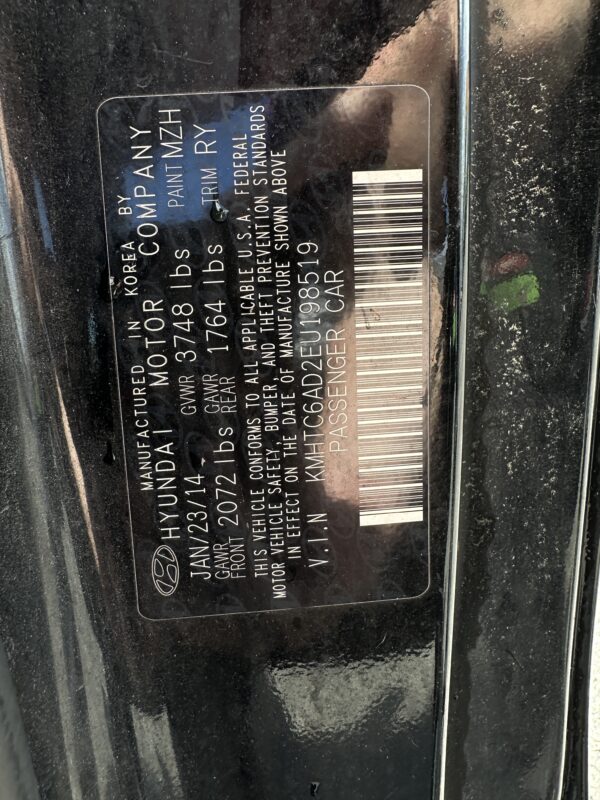 MANUFACTURED IN KOREA BY
HYUNDAI MOTOR COMPANY
JAN/23/14 GVWR 3748 lbs PAINT MZH
GAWR FRONT 2072 lbs GAWR REAR 1764 lbs TRIM RY
THIS VEHICLE CONFORMS TO ALL APPLICABLE U.S.A. FEDERAL
MOTOR VEHICLE SAFETY, BUMPER, AND THEFT PREVENTION STANDARDS
IN EFFECT ON THE DATE OF MANUFACTURE SHOWN ABOVE
V.I.N KMHTC6AD2EU198519
PASSENGER CAR